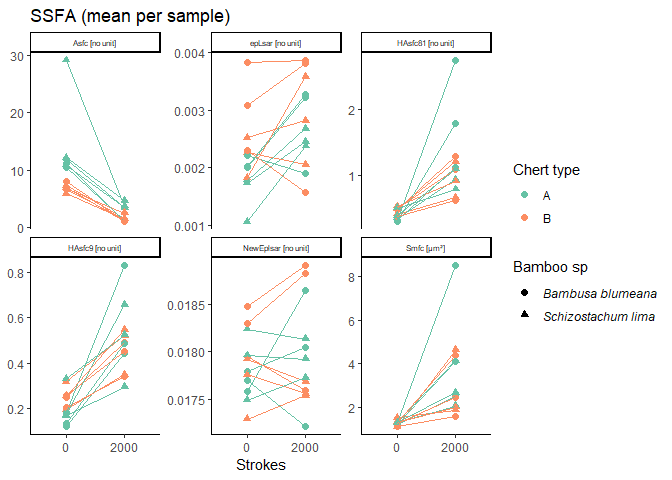 SSFA (mean per sample)
Asfc [no unit]
epLsar [no unit]
HAsfc81 [no unit]
30
20
10
0
0.004
0.003
0.002
0.001
2
1
Chert type
A
B
HAsfc9 [no unit]
NewEplsar [no unit]
Smfc [µm²]
0.8
0.6
0.4
0.2
0.0185
0.0180
0.0175
8
6
4
2
Bamboo sp
Bambusa blumeana
Schizostachum lima
0 2000
0 2000
0 2000
Strokes